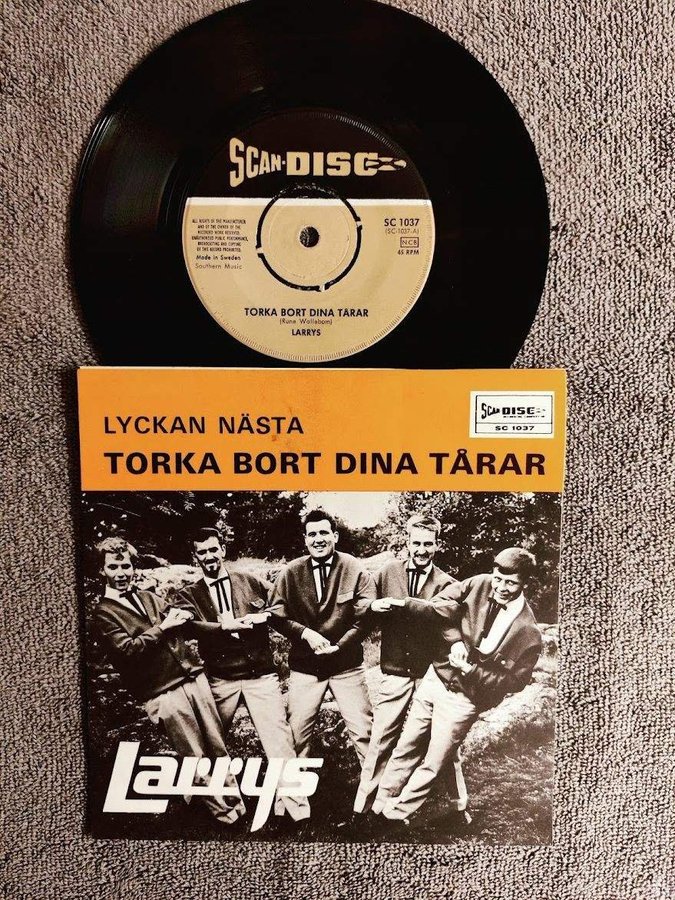 SCAN-DISC
ALL RIGHTS OF THE MANUFACTURER
AND OF THE OWNER OF THE
RECORDED WORK RESERVED.
UNAUTHORISED PUBLIC PERFORMANCE,
BROADCASTING AND COPYING
OF THIS RECORD PROHIBITED.
Made in Sweden
Southern Music
SC 1037
(SC-1037-A)
NCB
45 RPM
TORKA BORT DINA TÅRAR
(Rune Wallebom)
LARRYS
LYCKAN NÄSTA
TORKA BORT DINA TÅRAR
SCAN DISC
SC 1037
Larrys